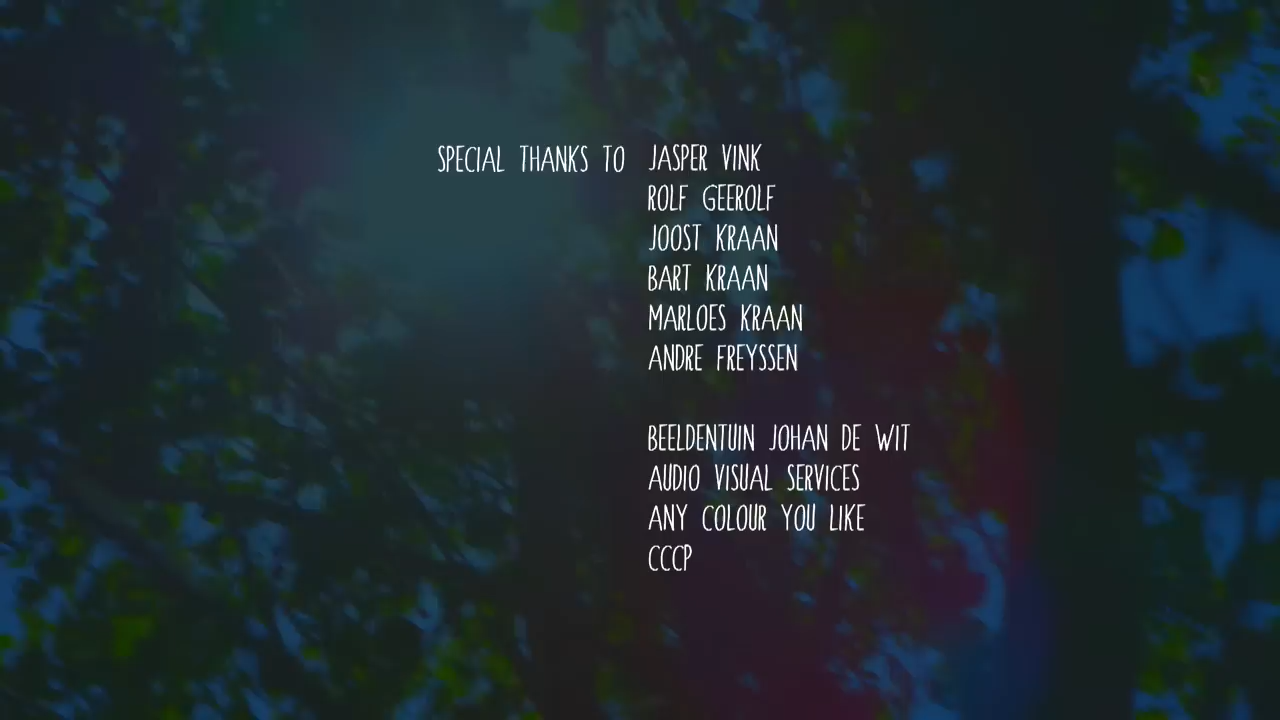 SPECIAL THANKS TO JASPER VINK
ROLF GEEROLF
JOOST KRAAN
BART KRAAN
MARLOES KRAAN
ANDRE FREYSSEN
BEELDENTUIN JOHAN DE WIT
AUDIO VISUAL SERVICES
ANY COLOUR YOU LIKE
CCCP